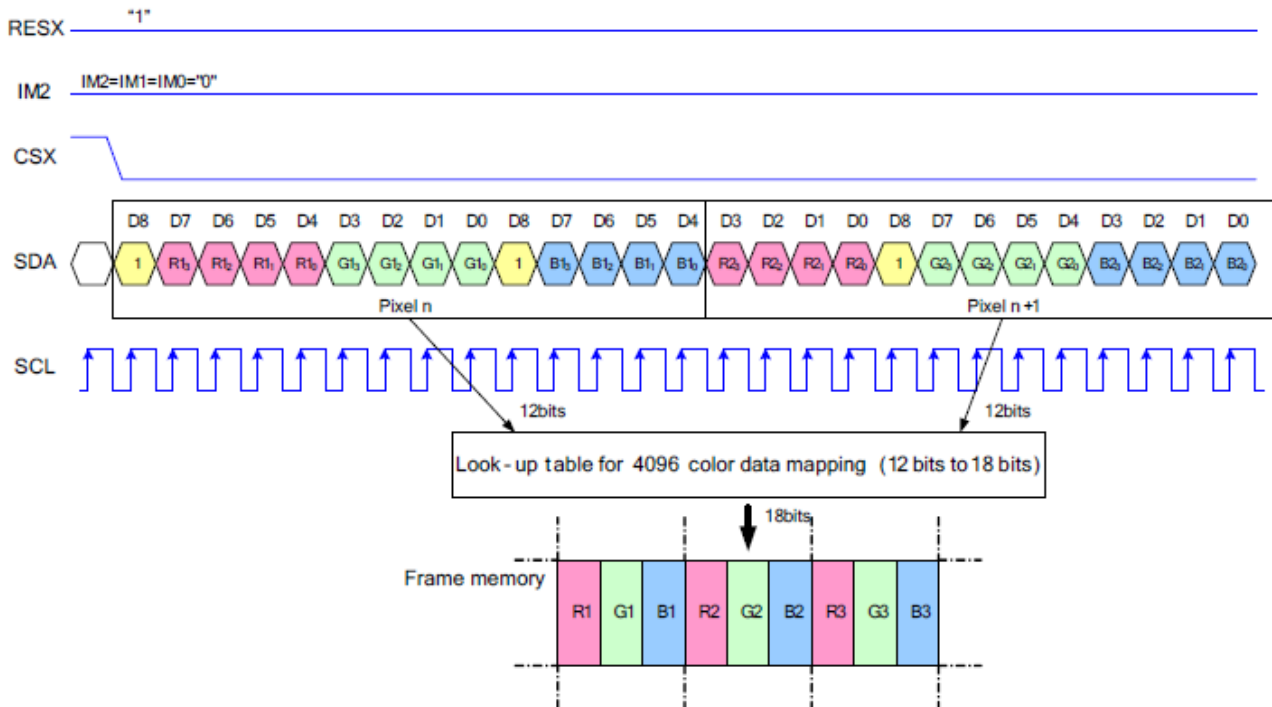 “1”
RESX
IM2=IM1=IM0="0"
IM2
CSX
D8 D7 D6 D5 D4 D3 D2 D1 D0 D8 D7 D6 D5 D4 D3 D2 D1 D0 D8 D7 D6 D5 D4 D3 D2 D1 D0
SDA 1 R1₃ R1₂ R1₁ R1₀ G1₃ G1₂ G1₁ G1₀ 1 B1₃ B1₂ B1₁ B1₀ R2₃ R2₂ R2₁ R2₀ 1 G2₃ G2₂ G2₁ G2₀ B2₃ B2₂ B2₁ B2₀
Pixel n Pixel n+1
SCL
12bits 12bits
Look-up table for 4096 color data mapping (12 bits to 18 bits)
18bits
Frame memory
R1 G1 B1 R2 G2 B2 R3 G3 B3